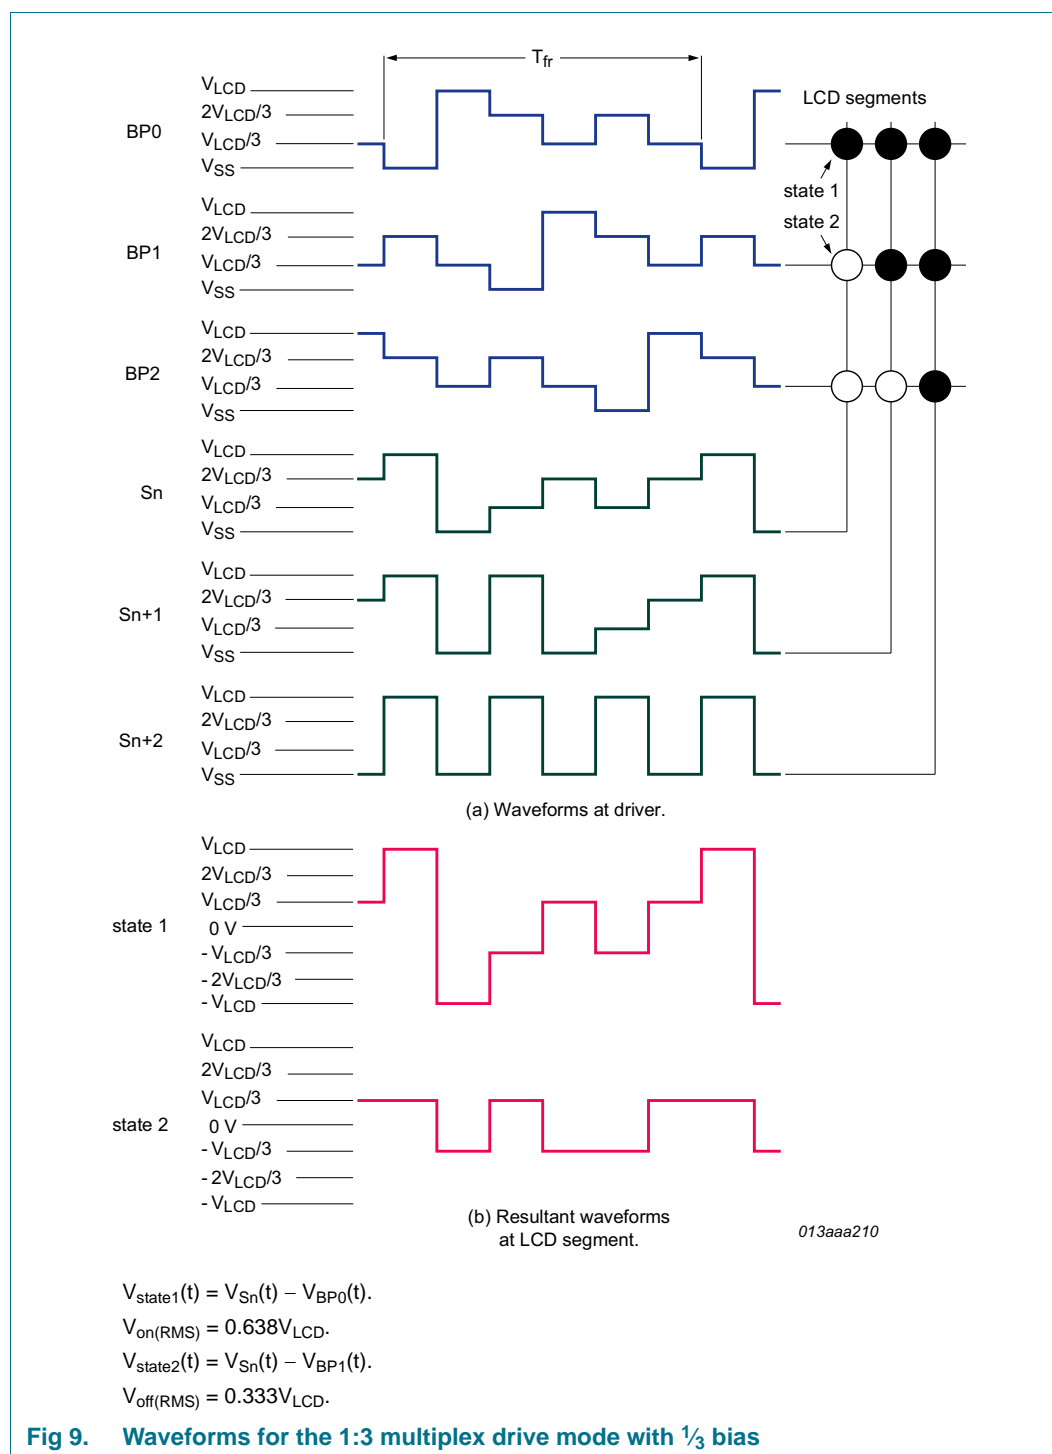 Tfr
VLCD
2VLCD/3
BP0
VLCD/3
VSS
LCD segments
state 1
VLCD
2VLCD/3
BP1
VLCD/3
VSS
state 2
VLCD
2VLCD/3
BP2
VLCD/3
VSS
VLCD
2VLCD/3
Sn
VLCD/3
VSS
VLCD
2VLCD/3
Sn+1
VLCD/3
VSS
VLCD
2VLCD/3
Sn+2
VLCD/3
VSS
(a) Waveforms at driver.
VLCD
2VLCD/3
VLCD/3
state 1
0 V
- VLCD/3
- 2VLCD/3
- VLCD
VLCD
2VLCD/3
VLCD/3
state 2
0 V
- VLCD/3
- 2VLCD/3
- VLCD
(b) Resultant waveforms
at LCD segment.
013aaa210
Vstate1(t) = VSn(t) − VBP0(t).
Von(RMS) = 0.638VLCD.
Vstate2(t) = VSn(t) − VBP1(t).
Voff(RMS) = 0.333VLCD.
Fig 9. Waveforms for the 1:3 multiplex drive mode with 1⁄3 bias